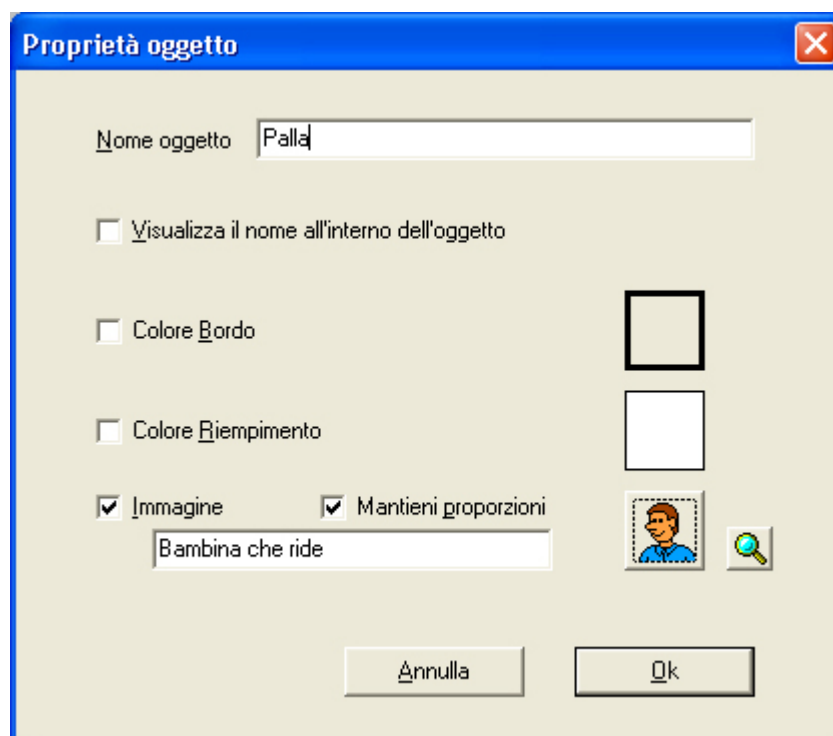 Proprietà oggetto
Nome oggetto Palla
Visualizza il nome all'interno dell'oggetto
Colore Bordo
Colore Riempimento
Immagine Mantieni proporzioni
Bambina che ride
Annulla Ok